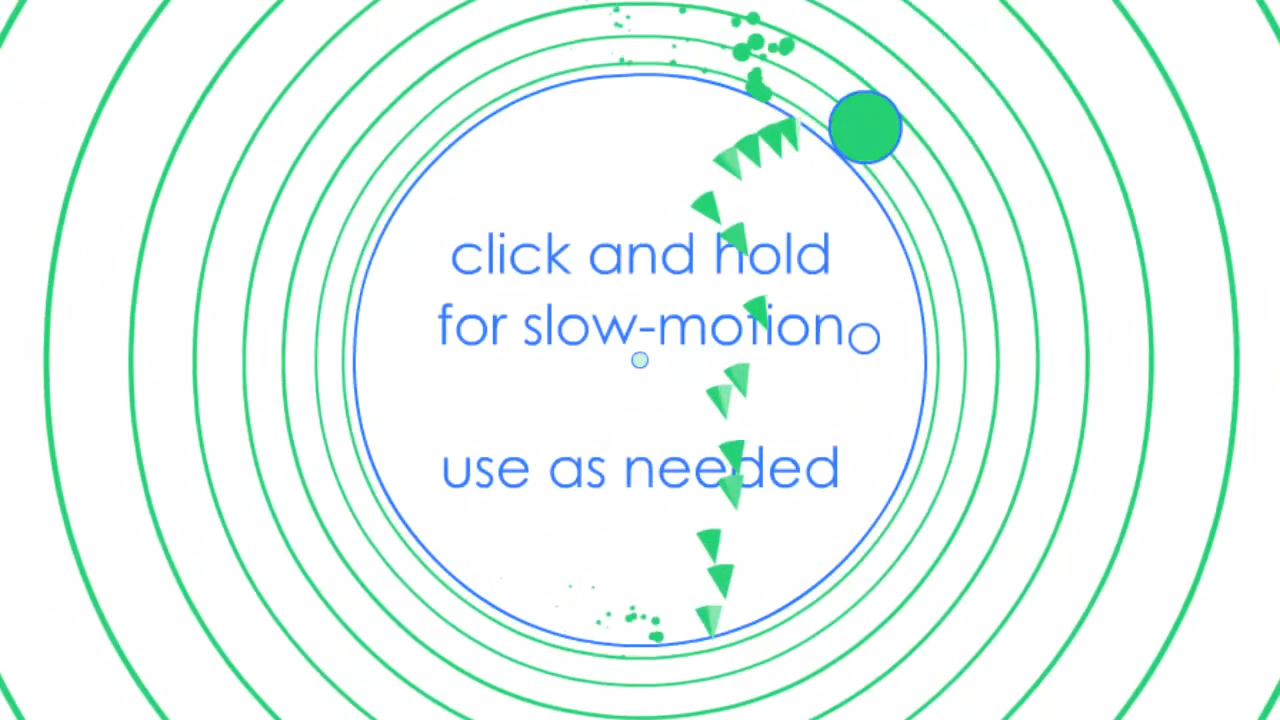 click and hold
for slow-motion
use as needed